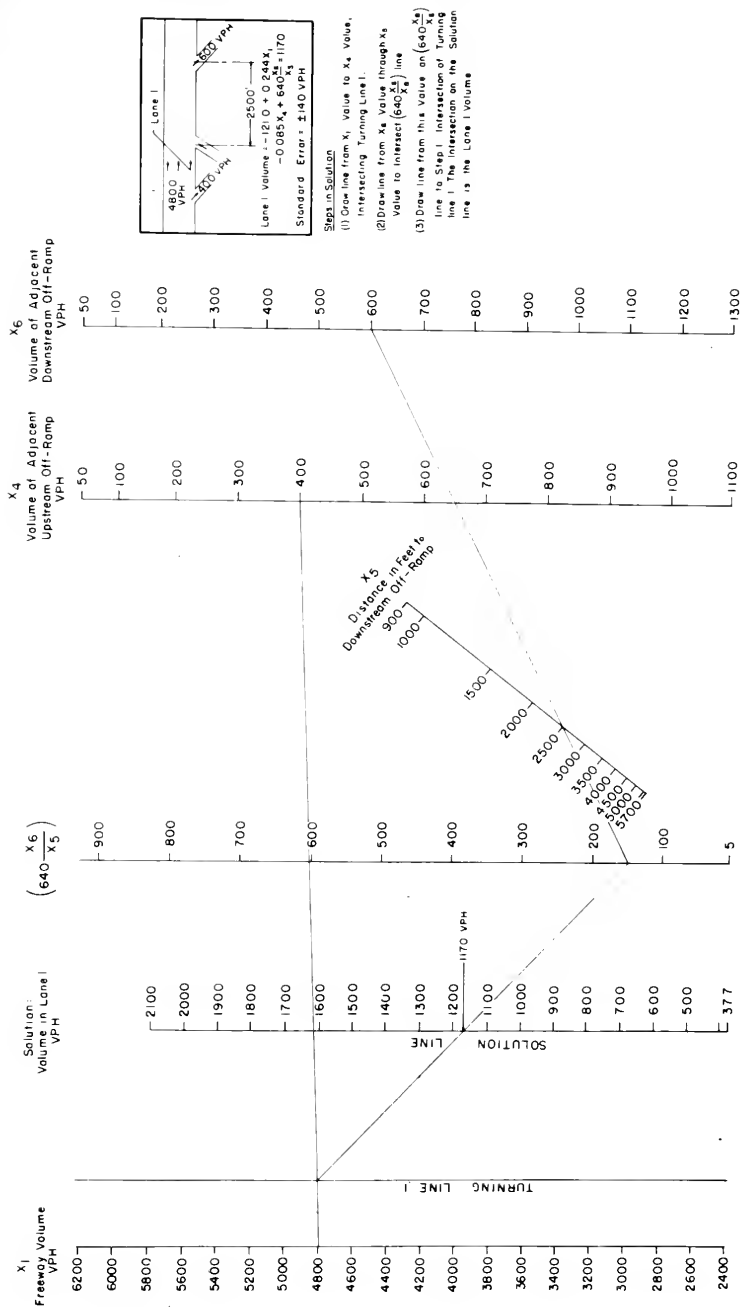 X1
Freeway Volume
VPH
6200
6000
5800
5600
5400
5200
5000
4800
4600
4400
4200
4000
3800
3600
3400
3200
3000
2800
2600
2400
TURNING LINE 1
Solution:
Volume in Lane 1
VPH
2100
2000
1900
1800
1700
1600
1500
1400
1300
1200
1100
1000
900
800
700
600
500
377
1170 VPH
SOLUTION LINE
(640 X6/X5)
900
800
700
600
500
400
300
200
100
5
X5
Distance in Feet to
Downstream Off-Ramp
900
1000
1500
2000
2500
3000
3500
4000
4500
5000
5700
X4
Volume of Adjacent
Upstream Off-Ramp
VPH
50
100
200
300
400
500
600
700
800
900
1000
1100
X6
Volume of Adjacent
Downstream Off-Ramp
VPH
50
100
200
300
400
500
600
700
800
900
1000
1100
1200
1300
Lane 1
4800
VPH
400 VPH
600 VPH
2500'
Lane 1 Volume = -121.0 + 0.244X1
-0.085X4 + 640 X6/X5 = 1170
Standard Error = ±140 VPH
Steps in Solution
(1) Draw line from X1 Value to X4 Value,
Intersecting Turning Line 1.
(2) Draw line from X6 Value through X5
Value to Intersect (640 X6/X5) line
(3) Draw line from this Value on (640 X6/X5)
line to Step 1 Intersection of Turning
line 1 The Intersection on the Solution
line is the Lane 1 Volume